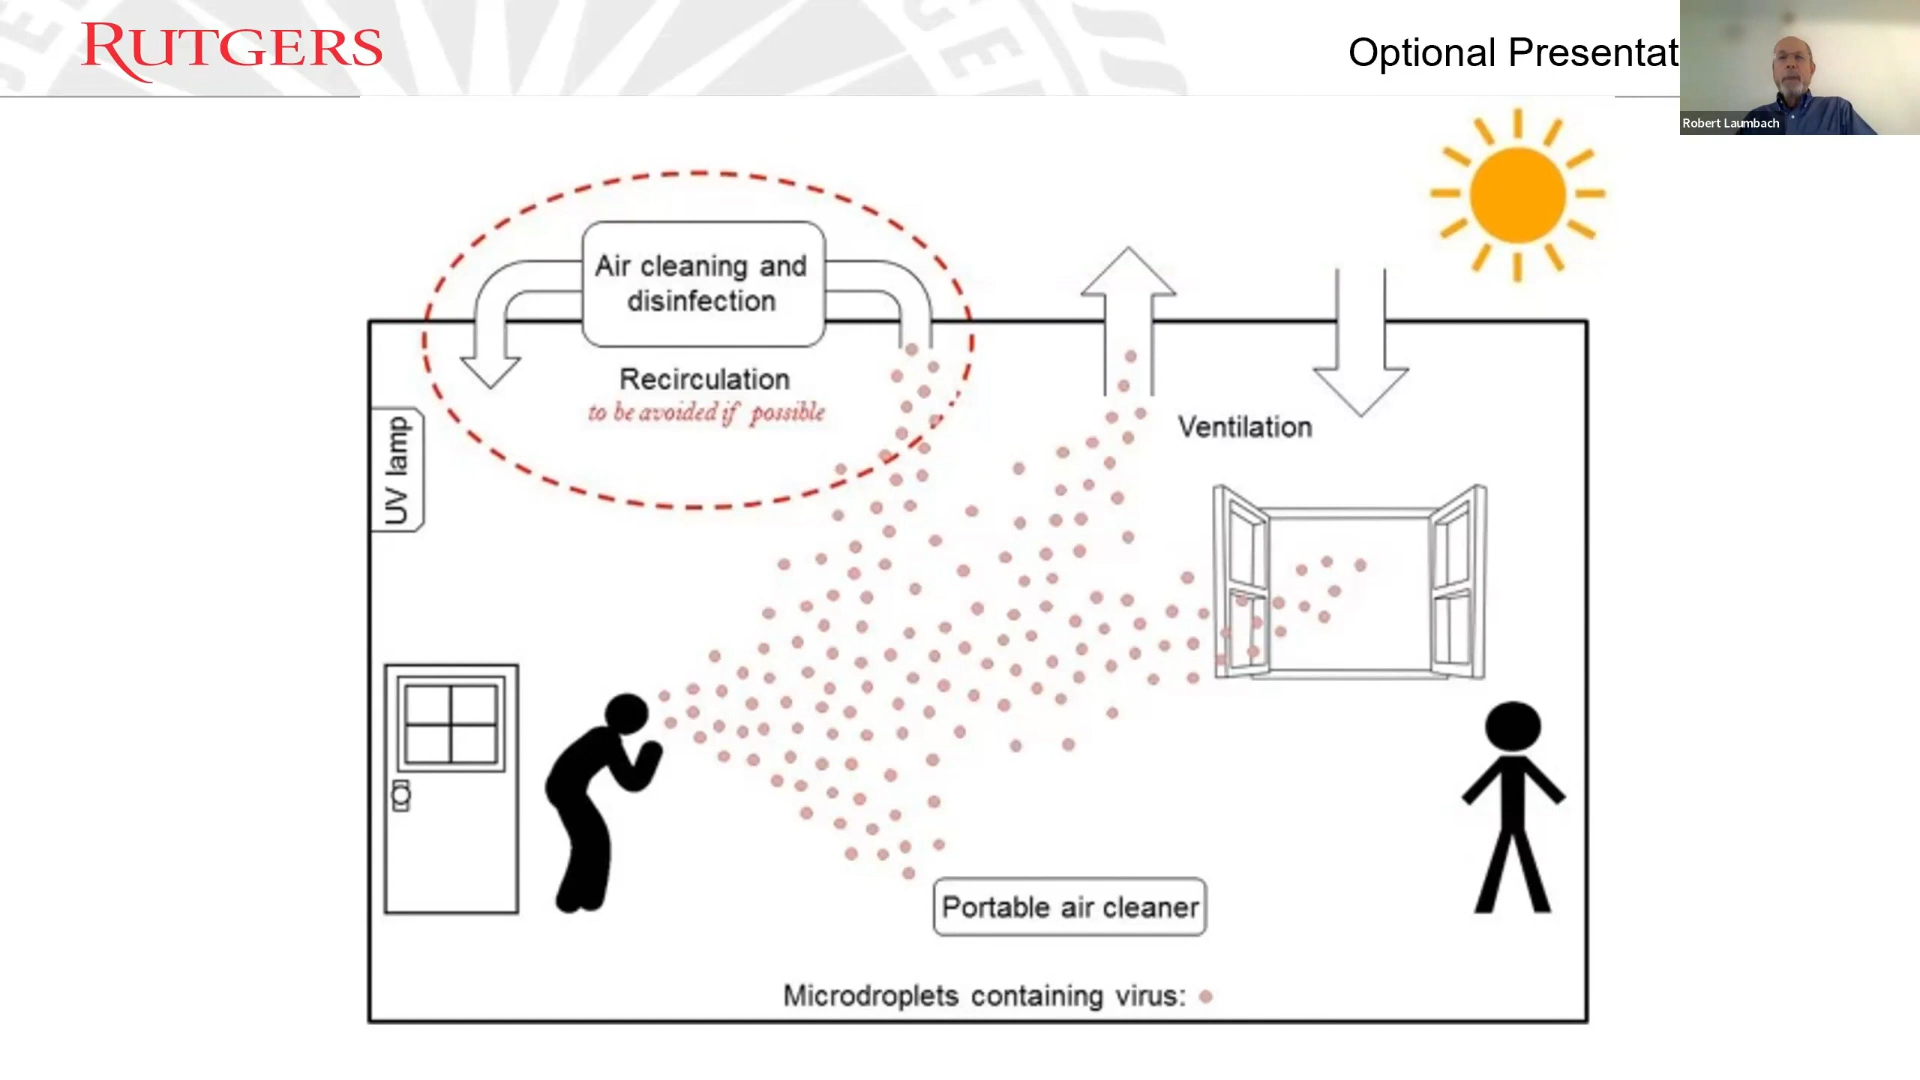 RUTGERS
Optional Presentat
Robert Laumbach
Air cleaning and
disinfection
Recirculation
to be avoided if possible
UV lamp
Ventilation
Portable air cleaner
Microdroplets containing virus: